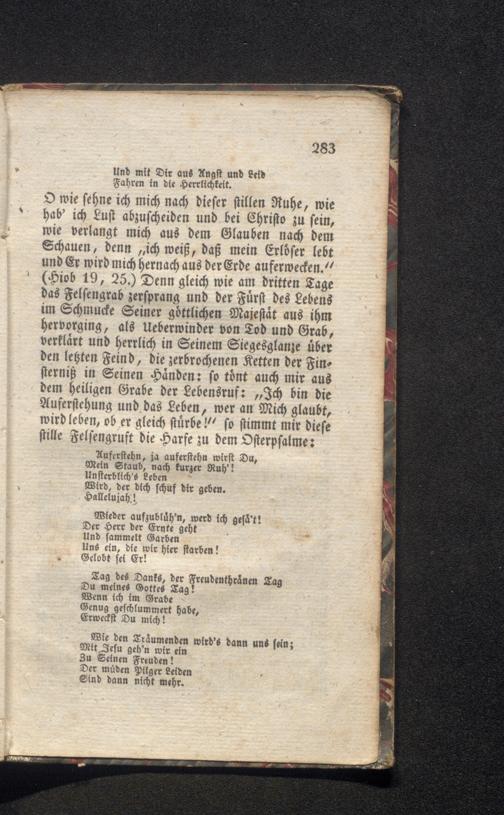 283
Und mit Dir aus Angst und Leid
Fahren in die Herrlichkeit.
O wie sehne ich mich nach dieser stillen Ruhe, wie
hab' ich Lust abzuscheiden und bei Christo zu sein,
wie verlangt mich aus dem Glauben nach dem
Schauen, denn „ich weiß, daß mein Erlöser lebt
und Er wird mich hernach aus der Erde auferwecken.“
(Hiob 19, 25.) Denn gleich wie am dritten Tage
das Felsengrab zersprang und der Fürst des Lebens
im Schmucke Seiner göttlichen Majestät aus ihm
hervorging, als Ueberwinder von Tod und Grab,
verklärt und herrlich in Seinem Siegesglanze über
den letzten Feind, die zerbrochenen Ketten der Fin-
sterniß in Seinen Händen: so tönt auch mir aus
dem heiligen Grabe der Lebensruf: „Ich bin die
Auferstehung und das Leben, wer an Mich glaubt,
wird leben, ob er gleich stürbe!“ so stimmt mir diese
stille Felsengruft die Harfe zu dem Osterpsalme:
Auferstehn, ja auferstehn wirst Du,
Mein Staub, nach kurzer Ruh'!
Unsterblich's Leben
Wird, der dich schuf dir geben.
Hallelujah!
Wieder aufzublüh'n, werd ich gesä't!
Der Herr der Ernte geht
Und sammelt Garben
Uns ein, die wir hier starben!
Gelobt sei Er!
Tag des Danks, der Freudenthränen Tag
Du meines Gottes Tag!
Wenn ich im Grabe
Genug geschlummert habe,
Erweckst Du mich!
Wie den Träumenden wird's dann uns sein;
Mit Jesu geh'n wir ein
Zu Seinen Freuden!
Der müden Pilger Leiden
Sind dann nicht mehr.